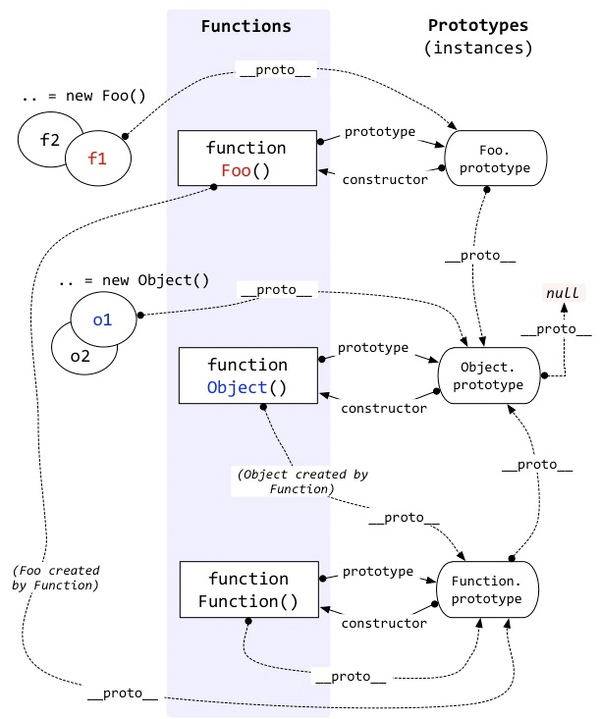 Functions
Prototypes
(instances)
__proto__
.. = new Foo()
f2
f1
function
Foo()
prototype
constructor
Foo.
prototype
__proto__
.. = new Object()
__proto__
null
__proto__
o1
o2
function
Object()
prototype
constructor
Object.
prototype
(Object created by
Function)
__proto__
__proto__
(Foo created
by Function)
function
Function()
prototype
constructor
Function.
prototype
__proto__
__proto__